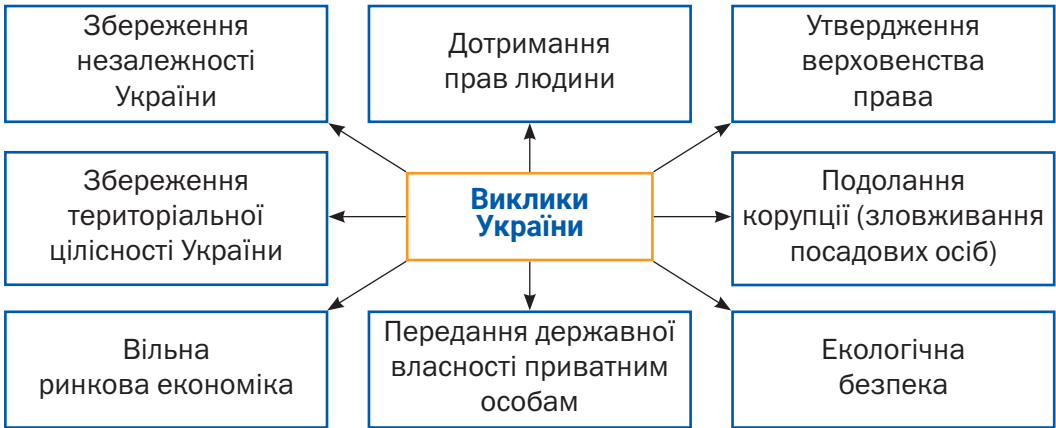 Збереження
незалежності
України
Дотримання
прав людини
Утвердження
верховенства
права
Збереження
територіальної
цілісності України
Виклики
України
Подолання
корупції (зловживання
посадових осіб)
Вільна
ринкова економіка
Передання державної
власності приватним
особам
Екологічна
безпека